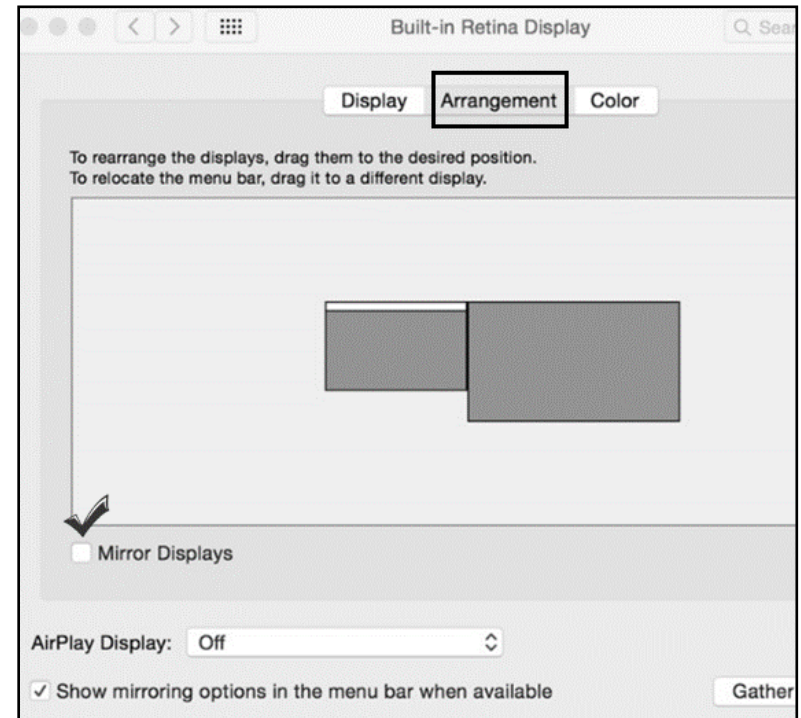 Built-in Retina Display
Display Arrangement Color
To rearrange the displays, drag them to the desired position.
To relocate the menu bar, drag it to a different display.
Mirror Displays
AirPlay Display: Off
Show mirroring options in the menu bar when available
Gather